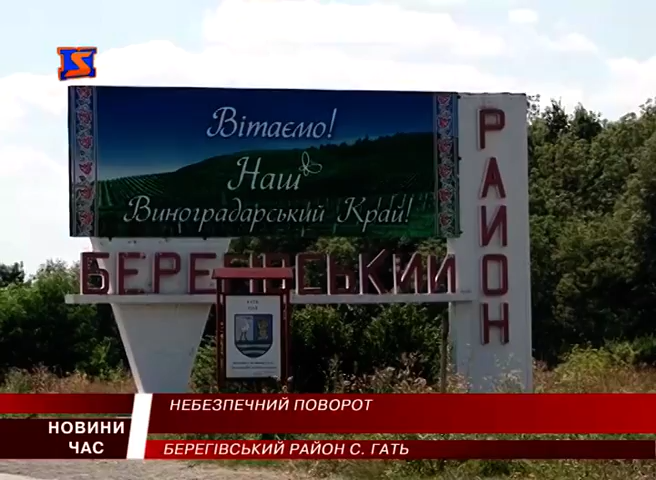 S
Вітаємо!
Наш
Виноградарський Край!
БЕРЕГІВСЬКИЙ
РАЙОН
НЕБЕЗПЕЧНИЙ ПОВОРОТ
НОВИНИ
ЧАС
БЕРЕГІВСЬКИЙ РАЙОН С. ГАТЬ